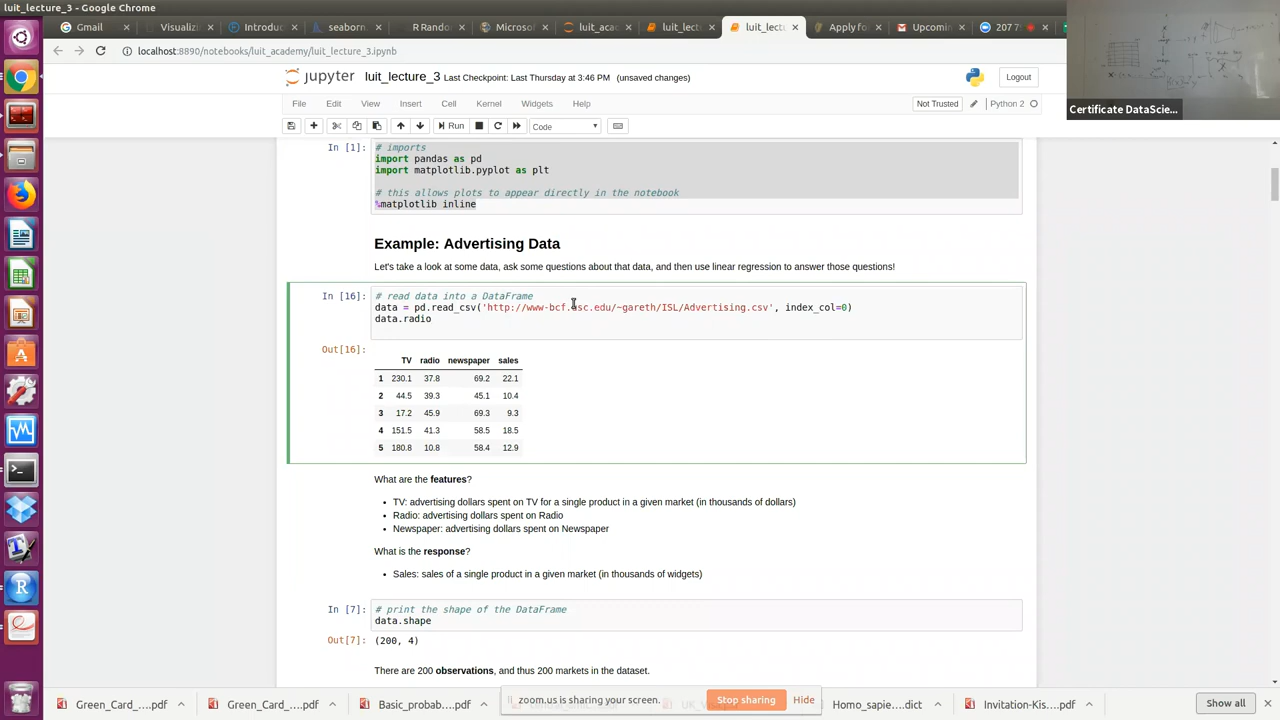 luit_lecture_3 - Google Chrome
Gmail
Visualizi
Introduc
seaborn.
R Randon
Microsof
luit_aca
luit_lect
luit_lec
Apply fo
Upcomin
207 7
localhost:8890/notebooks/luit_academy/luit_lecture_3.ipynb
jupyter luit_lecture_3 Last Checkpoint: Last Thursday at 3:46 PM (unsaved changes)
Logout
Certificate DataScie...
File Edit View Insert Cell Kernel Widgets Help
Not Trusted Python 2
Run Code
In [1]: # imports
import pandas as pd
import matplotlib.pyplot as plt
# this allows plots to appear directly in the notebook
%matplotlib inline
Example: Advertising Data
Let's take a look at some data, ask some questions about that data, and then use linear regression to answer those questions!
In [16]: # read data into a DataFrame
data = pd.read_csv('http://www-bcf.usc.edu/~gareth/ISL/Advertising.csv', index_col=0)
data.radio
Out[16]:
TV radio newspaper sales
1 230.1 37.8 69.2 22.1
2 44.5 39.3 45.1 10.4
3 17.2 45.9 69.3 9.3
4 151.5 41.3 58.5 18.5
5 180.8 10.8 58.4 12.9
What are the features?
• TV: advertising dollars spent on TV for a single product in a given market (in thousands of dollars)
• Radio: advertising dollars spent on Radio
• Newspaper: advertising dollars spent on Newspaper
What is the response?
• Sales: sales of a single product in a given market (in thousands of widgets)
In [7]: # print the shape of the DataFrame
data.shape
Out[7]: (200, 4)
There are 200 observations, and thus 200 markets in the dataset.
zoom.us is sharing your screen. Stop sharing Hide
Green_Card_....pdf
Green_Card_....pdf
Basic_probab....pdf
Homo_sapie....dict
Invitation-Kis....pdf
Show all